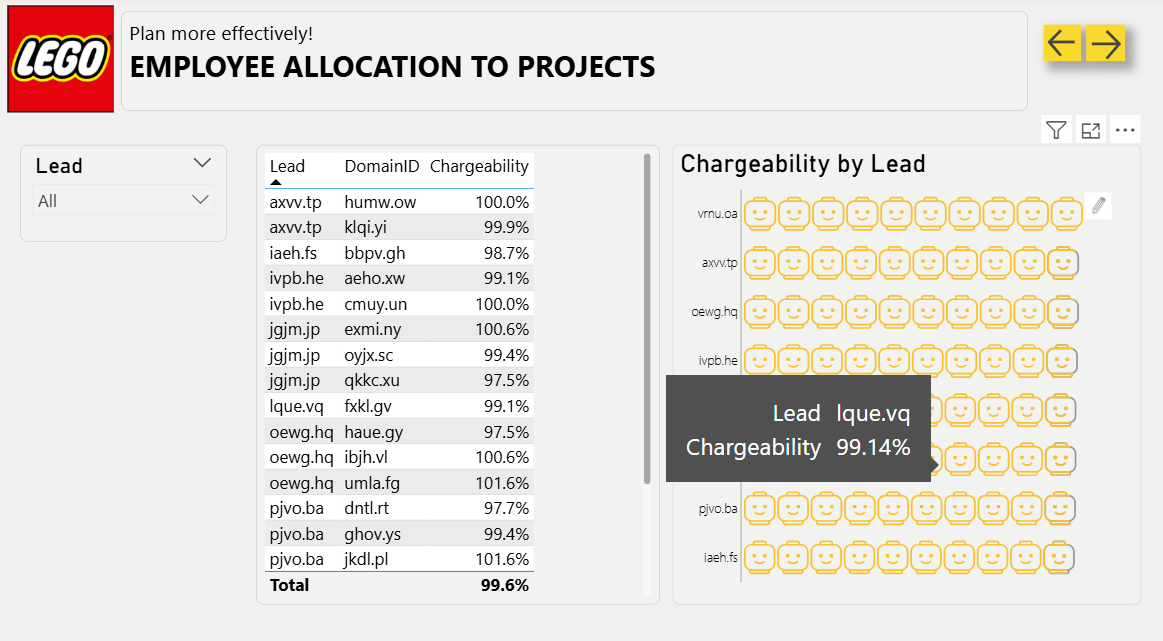 LEGO
Plan more effectively!
EMPLOYEE ALLOCATION TO PROJECTS
Lead
All
Lead DomainID Chargeability
axvv.tp humw.ow 100.0%
axvv.tp klqi.yi 99.9%
iaeh.fs bbpv.gh 98.7%
ivpb.he aeho.xw 99.1%
ivpb.he cmuy.un 100.0%
jgjm.jp exmi.ny 100.6%
jgjm.jp oyjx.sc 99.4%
jgjm.jp qkkc.xu 97.5%
lque.vq fxkl.gv 99.1%
oewg.hq haue.gy 97.5%
oewg.hq ibjh.vl 100.6%
oewg.hq umla.fg 101.6%
pjvo.ba dntl.rt 97.7%
pjvo.ba ghov.ys 99.4%
pjvo.ba jkdl.pl 101.6%
Total 99.6%
Chargeability by Lead
vrnu.oa
axvv.tp
oewg.hq
ivpb.he
Lead lque.vq
Chargeability 99.14%
pjvo.ba
iaeh.fs